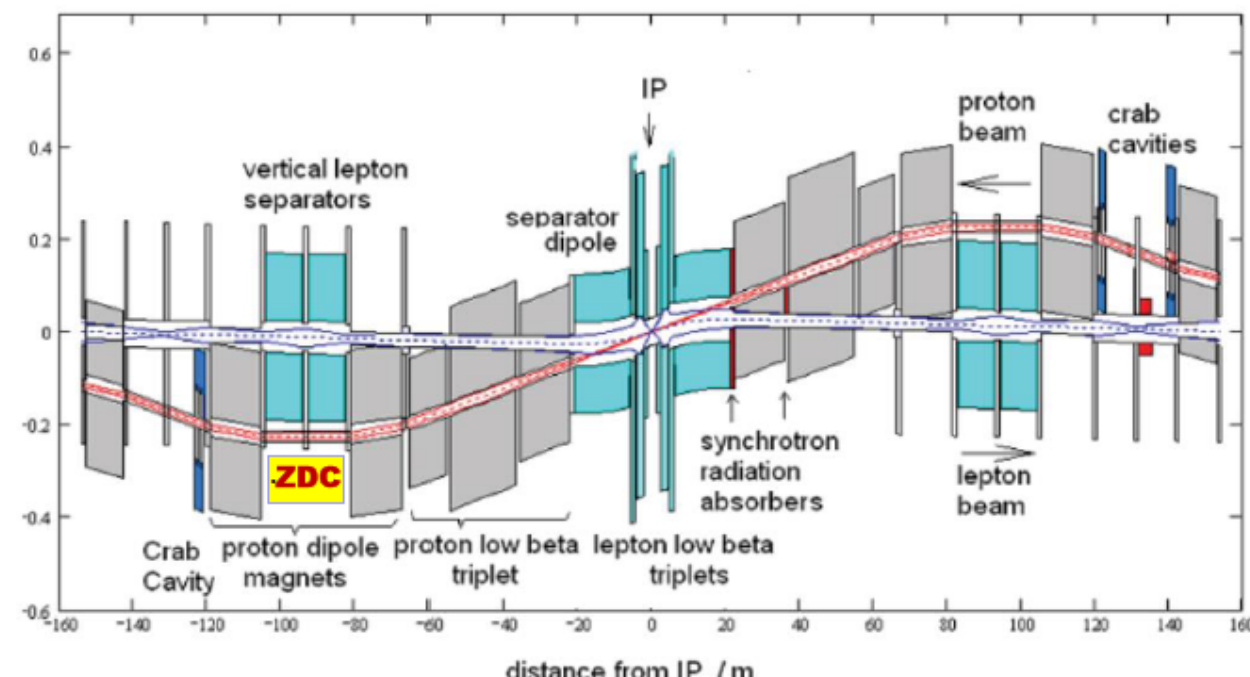 IP
proton
beam
crab
cavities
vertical lepton
separators
separator
dipole
0.6
0.4
0.2
0
-0.2
-0.4
-0.6
ZDC
synchrotron
radiation
absorbers
lepton
beam
Crab
Cavity
proton dipole
magnets
proton low beta
triplet
lepton low beta
triplets
-160 -140 -120 -100 -80 -60 -40 -20 0 20 40 60 80 100 120 140 160
distance from IP / m